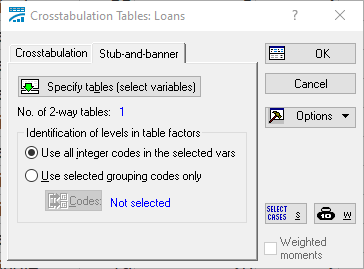 Crosstabulation Tables: Loans ? ×
Crosstabulation Stub-and-banner
OK
Specify tables (select variables)
Cancel
No. of 2-way tables: 1
Options
Identification of levels in table factors
Use all integer codes in the selected vars
Use selected grouping codes only
Codes: Not selected
SELECT CASES S W
Weighted moments